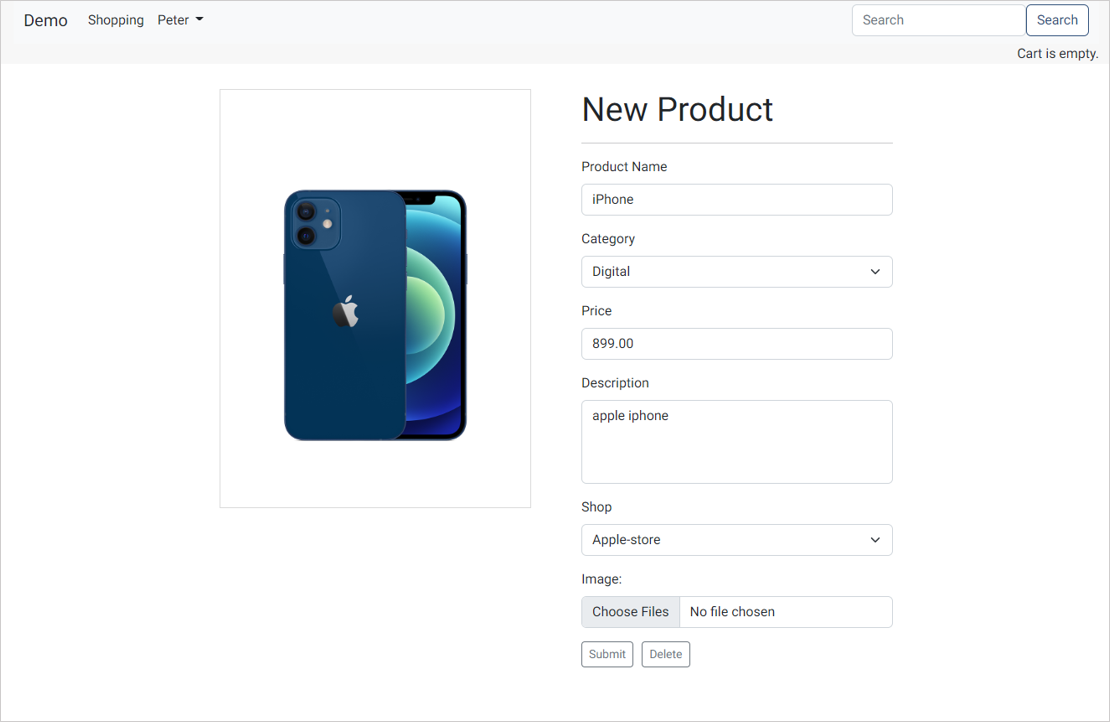 Demo Shopping Peter Search Search
Cart is empty.
New Product
Product Name
iPhone
Category
Digital
Price
899.00
Description
apple iphone
Shop
Apple-store
Image:
Choose Files No file chosen
Submit Delete